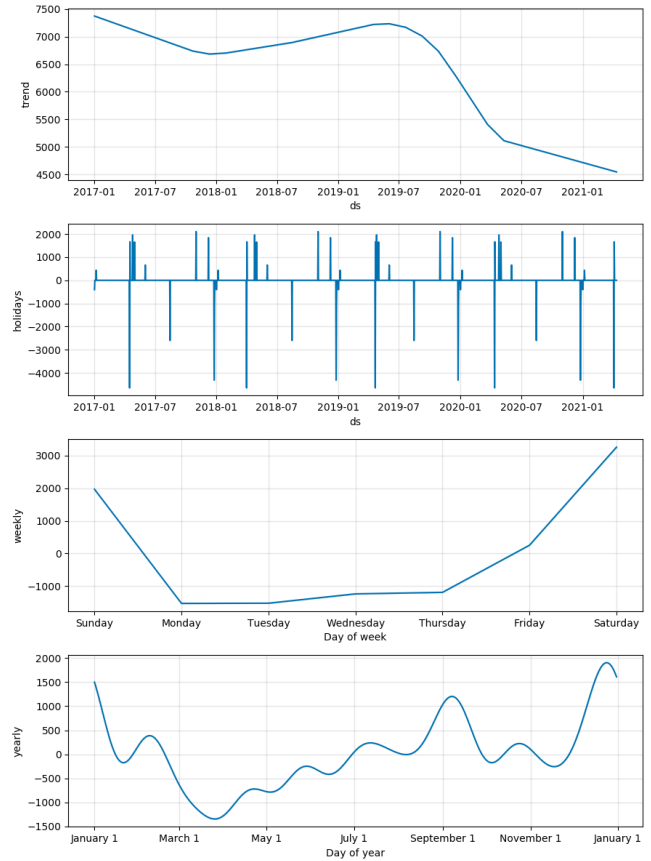 7500
7000
6500
6000
5500
5000
4500
trend
2017-01 2017-07 2018-01 2018-07 2019-01 2019-07 2020-01 2020-07 2021-01
ds
2000
1000
0
−1000
−2000
−3000
−4000
holidays
2017-01 2017-07 2018-01 2018-07 2019-01 2019-07 2020-01 2020-07 2021-01
ds
3000
2000
1000
0
−1000
weekly
Sunday Monday Tuesday Wednesday Thursday Friday Saturday
Day of week
2000
1500
1000
500
0
−500
−1000
−1500
yearly
January 1 March 1 May 1 July 1 September 1 November 1 January 1
Day of year